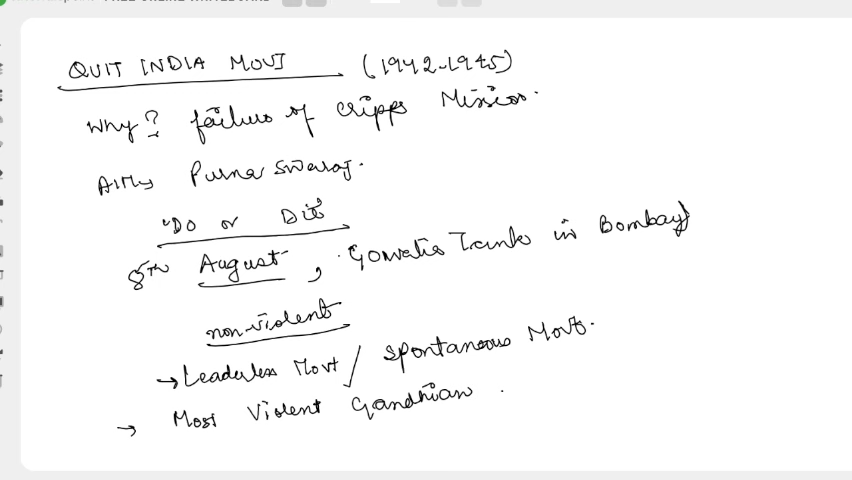 QUIT INDIA MOVT (1942-1945)
Why? failure of Cripps Mission.
AIM Purna Swaraj.
"Do or Die"
8TH August, Gowalia Tank in Bombay
non-violent
→ Leaderless Movt / Spontaneous Movt.
→ Most Violent Gandhian